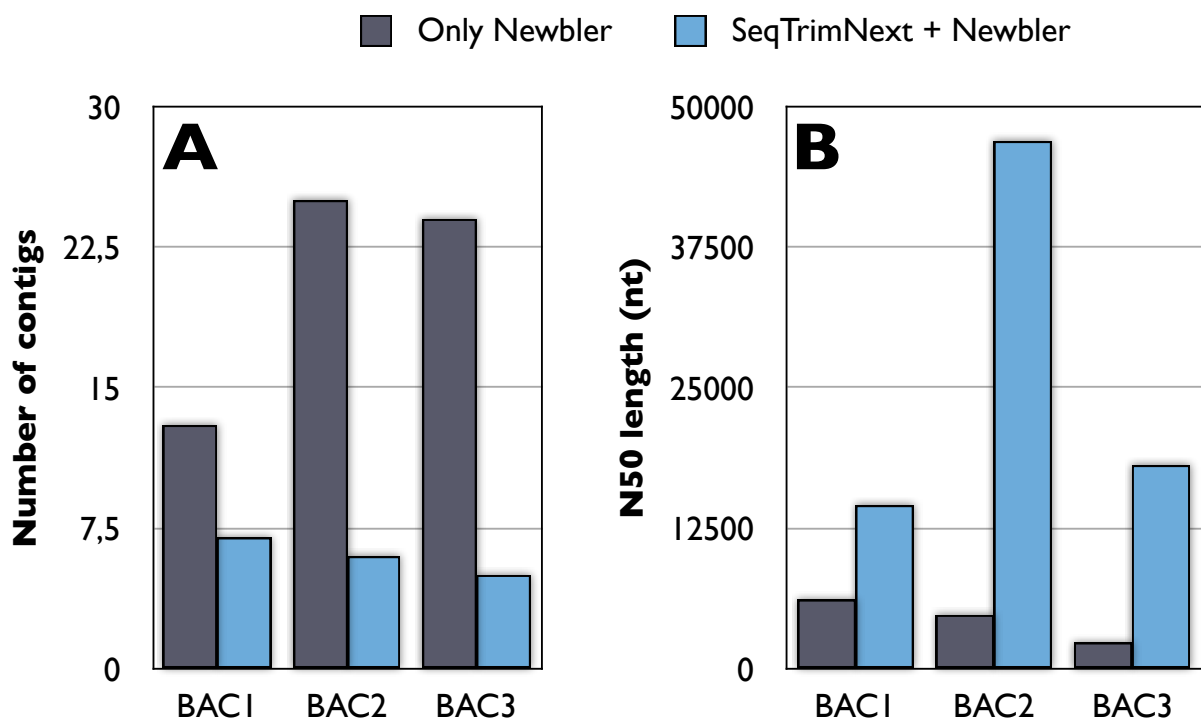 Only Newbler
SeqTrimNext + Newbler
A
Number of contigs
30
22,5
15
7,5
0
BAC1
BAC2
BAC3
B
N50 length (nt)
50000
37500
25000
12500
0
BAC1
BAC2
BAC3